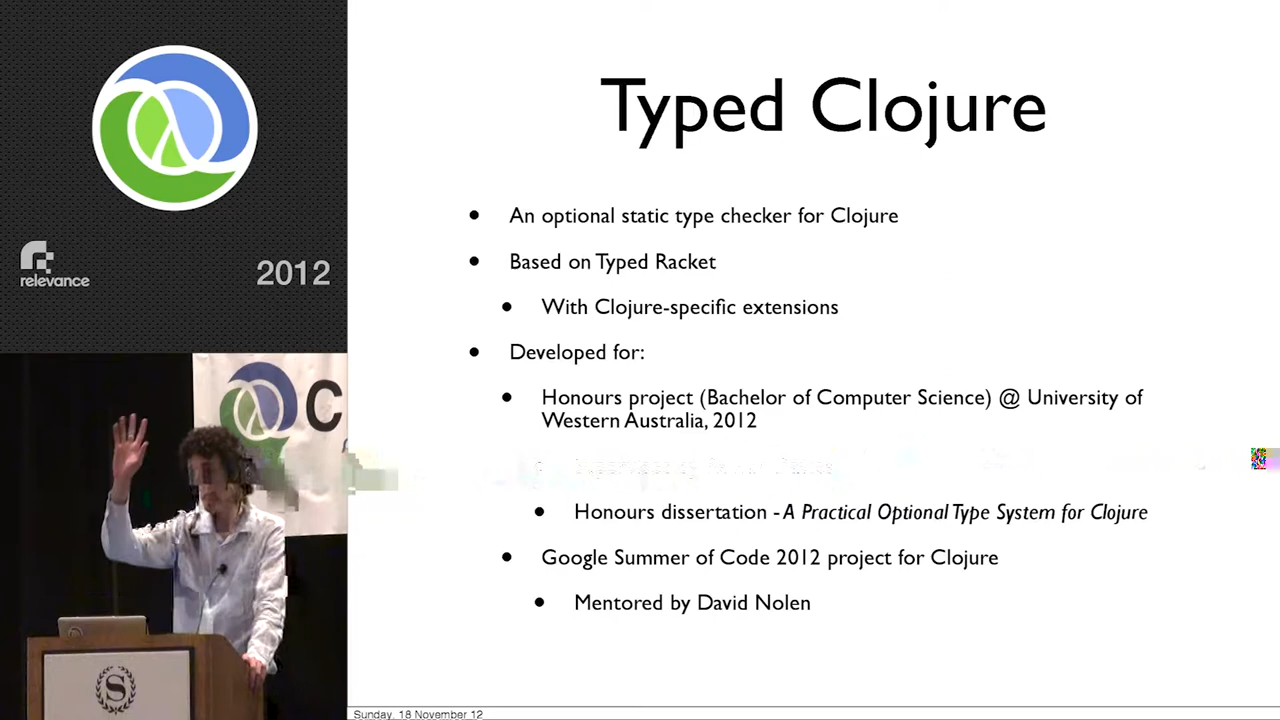 Typed Clojure
relevance
2012
An optional static type checker for Clojure
Based on Typed Racket
With Clojure-specific extensions
Developed for:
Honours project (Bachelor of Computer Science) @ University of
Western Australia, 2012
Honours dissertation - A Practical Optional Type System for Clojure
Google Summer of Code 2012 project for Clojure
Mentored by David Nolen
C
S
Sunday, 18 November 12